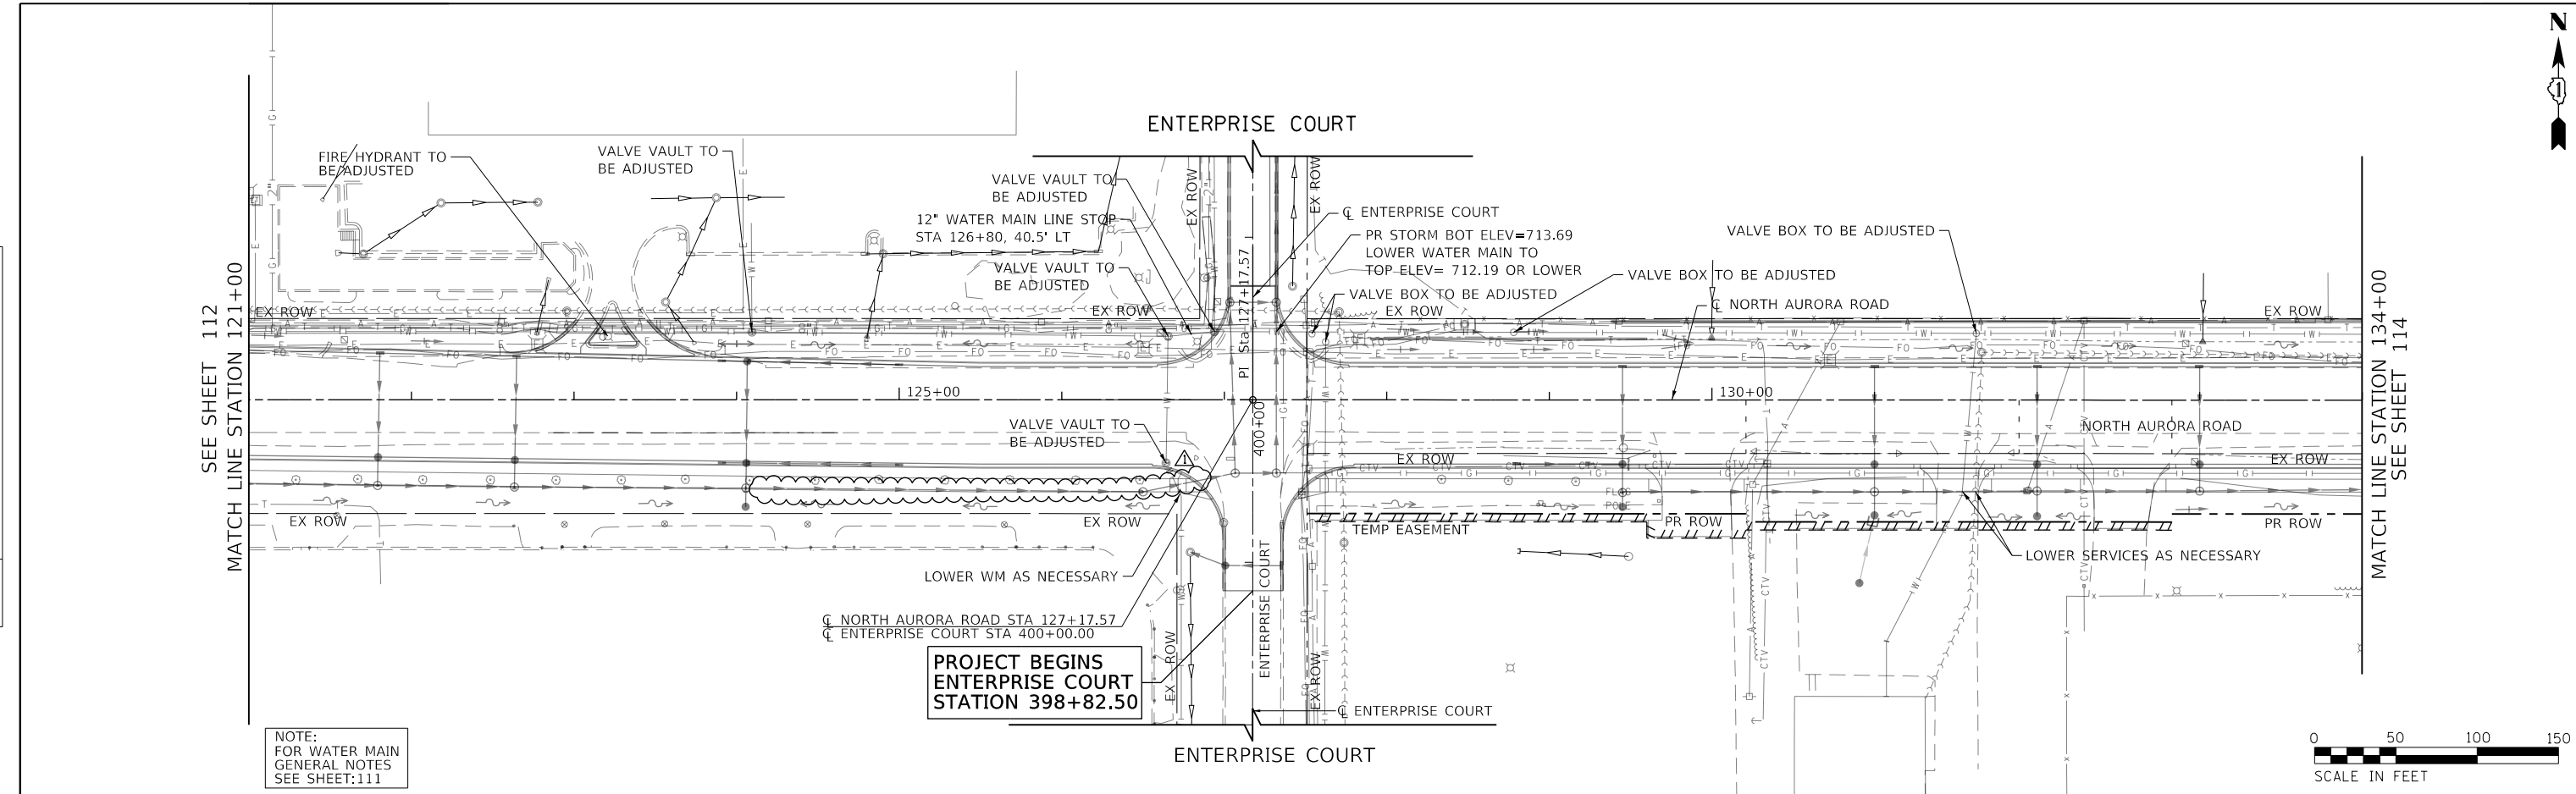 N
1
ENTERPRISE COURT
FIRE HYDRANT TO
BE ADJUSTED
VALVE VAULT TO
BE ADJUSTED
VALVE VAULT TO
BE ADJUSTED
12" WATER MAIN LINE STOP
STA 126+80, 40.5' LT
VALVE VAULT TO
BE ADJUSTED
EX ROW
EX ROW
℄ ENTERPRISE COURT
PR STORM BOT ELEV=713.69
LOWER WATER MAIN TO
TOP ELEV= 712.19 OR LOWER
VALVE BOX TO BE ADJUSTED
VALVE BOX TO BE ADJUSTED
VALVE BOX TO BE ADJUSTED
℄ NORTH AURORA ROAD
EX ROW
EX ROW
EX ROW
EX ROW
PI Sta 127+17.57
SEE SHEET 112
MATCH LINE STATION 121+00
MATCH LINE STATION 134+00
SEE SHEET 114
125+00
130+00
400+00
VALVE VAULT TO
BE ADJUSTED
1
NORTH AURORA ROAD
EX ROW
EX ROW
FLAG
POLE
EX ROW
EX ROW
PR ROW
PR ROW
TEMP EASEMENT
LOWER WM AS NECESSARY
LOWER SERVICES AS NECESSARY
℄ NORTH AURORA ROAD STA 127+17.57
℄ ENTERPRISE COURT STA 400+00.00
PROJECT BEGINS
ENTERPRISE COURT
STATION 398+82.50
EX ROW
ENTERPRISE COURT
EX ROW
℄ ENTERPRISE COURT
ENTERPRISE COURT
NOTE:
FOR WATER MAIN
GENERAL NOTES
SEE SHEET:111
0 50 100 150
SCALE IN FEET